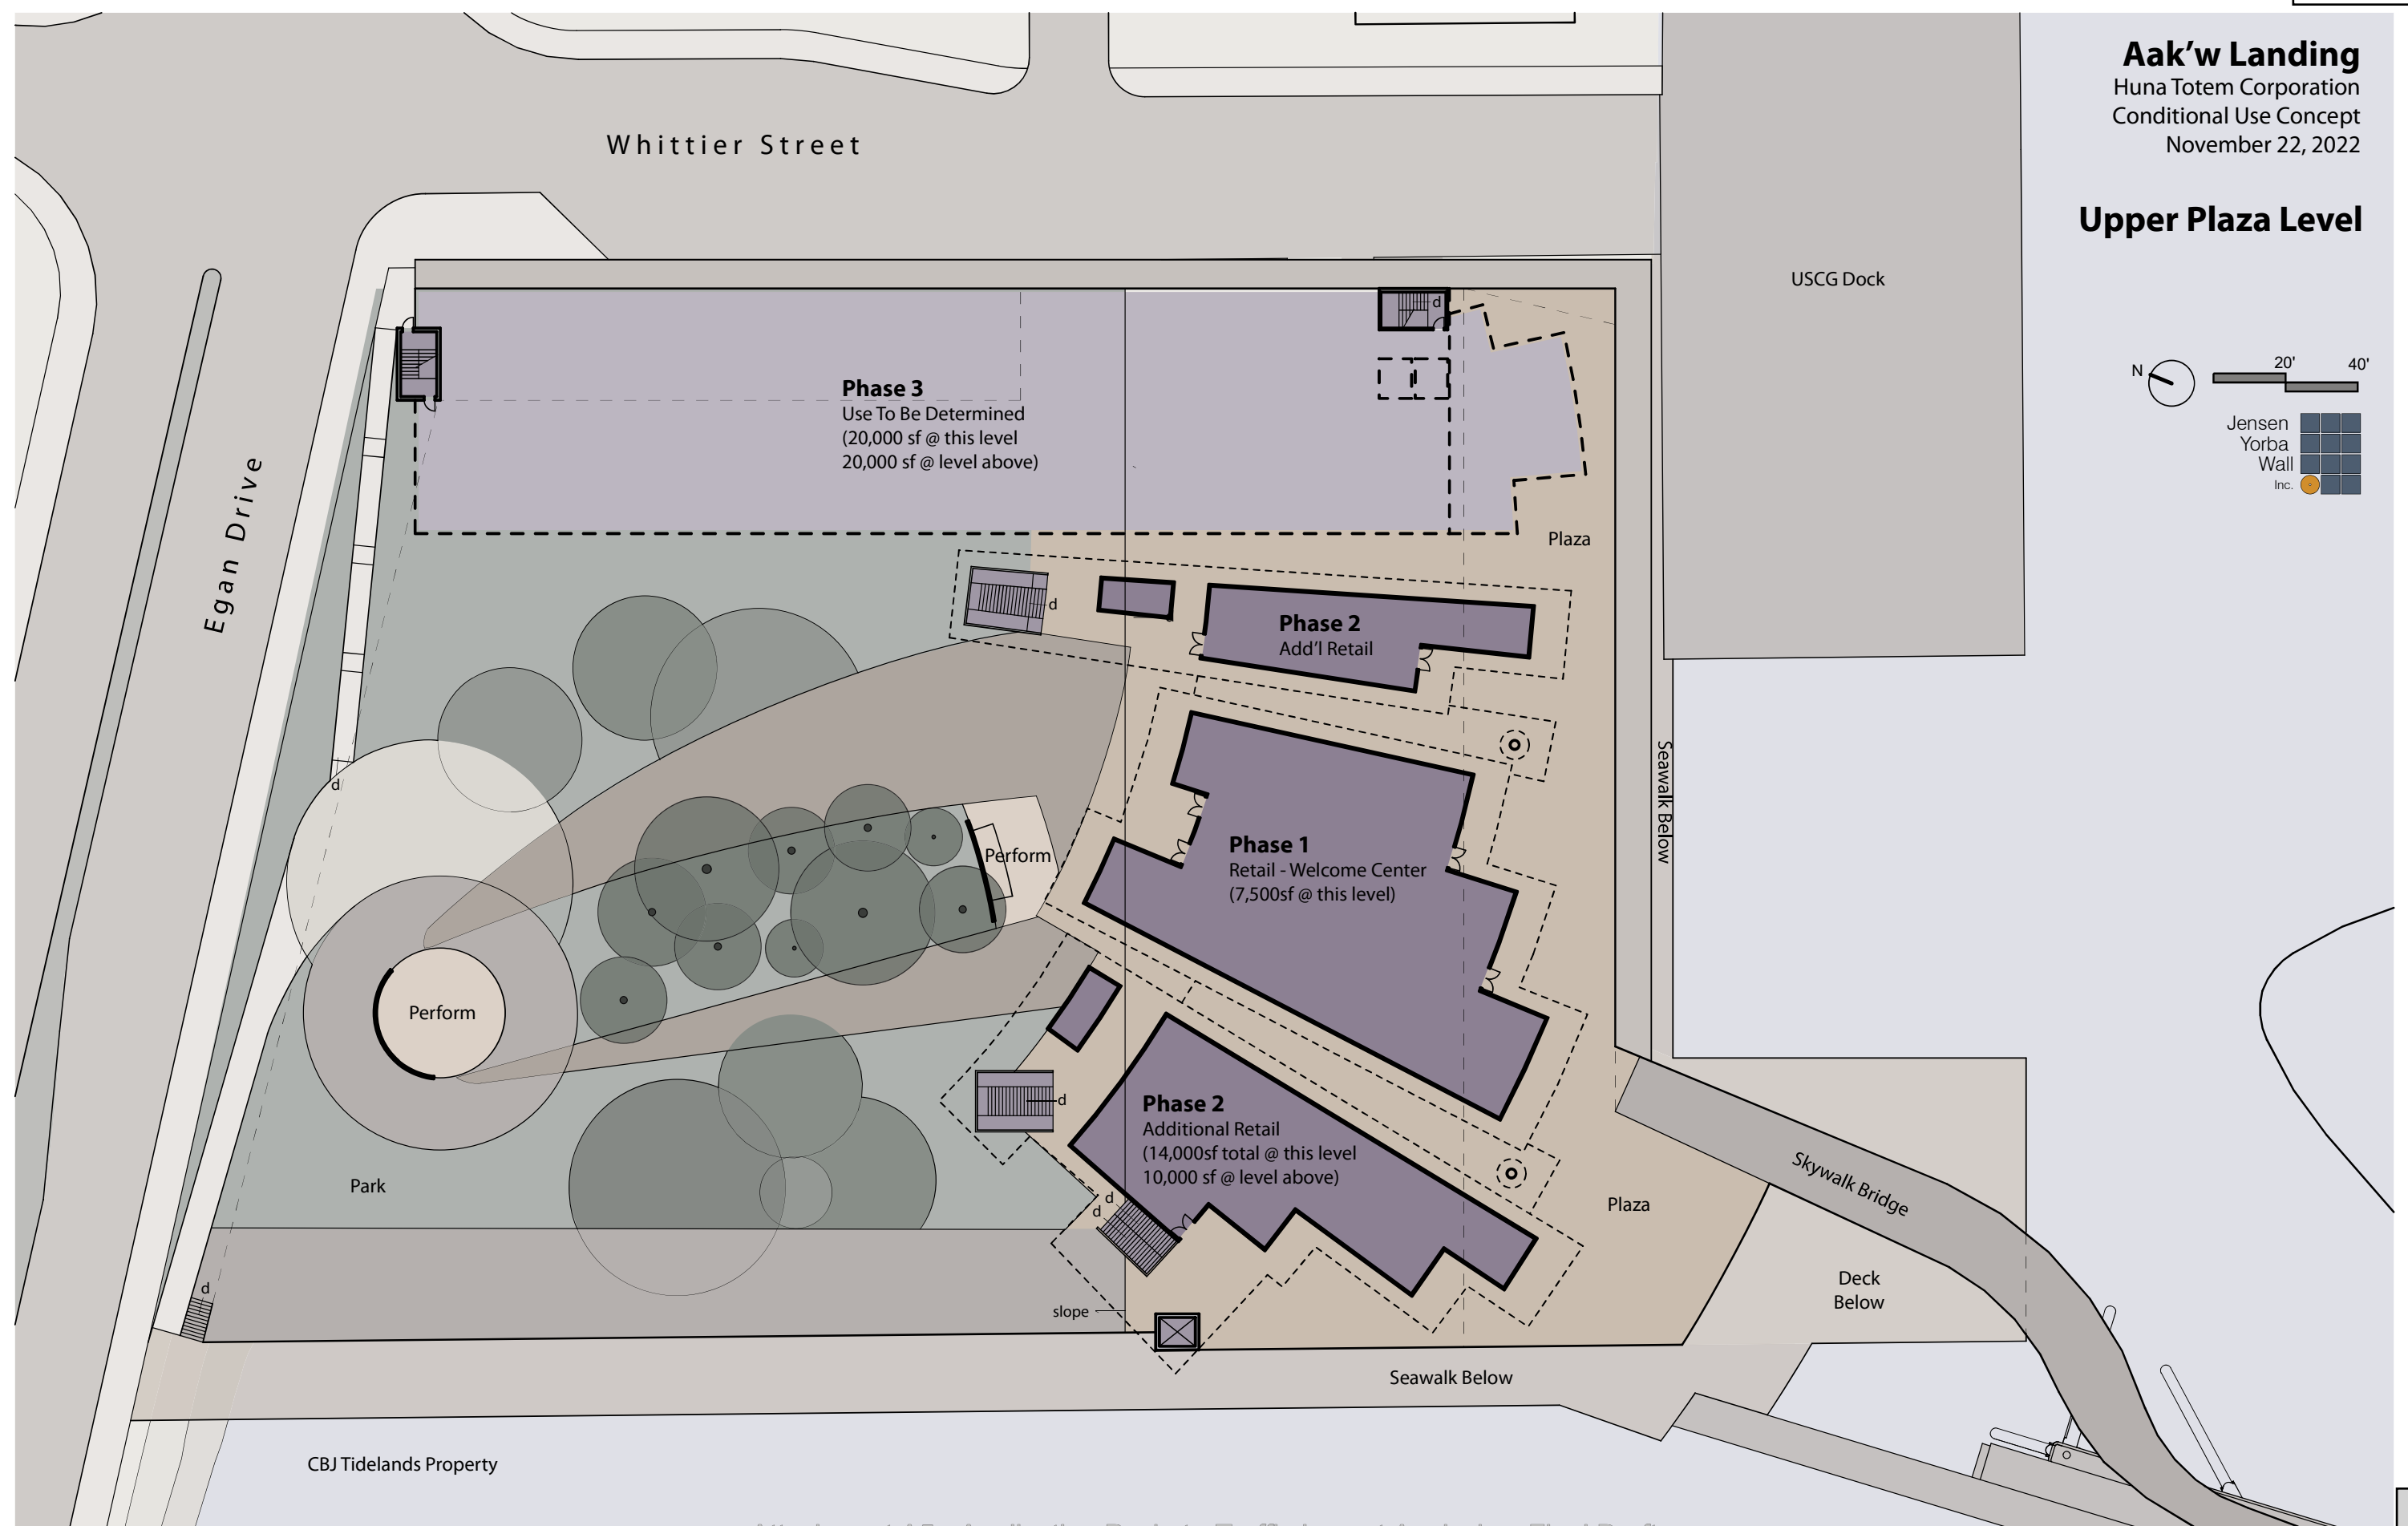 Aak’w Landing
Huna Totem Corporation
Conditional Use Concept
November 22, 2022
Upper Plaza Level
Whittier Street
USCG Dock
N
20'
40'
Jensen
Yorba
Wall
Inc.
d
Phase 3
Use To Be Determined
(20,000 sf @ this level
20,000 sf @ level above)
Egan Drive
Plaza
d
Phase 2
Add’l Retail
Seawalk Below
d
Phase 1
Retail - Welcome Center
(7,500sf @ this level)
Perform
Perform
d
Phase 2
Additional Retail
(14,000sf total @ this level
10,000 sf @ level above)
Skywalk Bridge
Park
d
d
Plaza
Deck
Below
d
slope
Seawalk Below
CBJ Tidelands Property